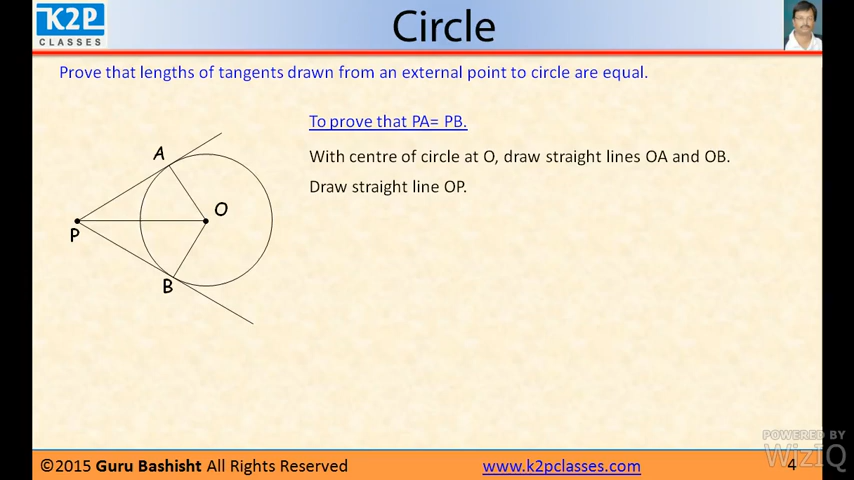 K2P
CLASSES
Circle
Prove that lengths of tangents drawn from an external point to circle are equal.
To prove that PA= PB.
With centre of circle at O, draw straight lines OA and OB.
Draw straight line OP.
A
O
P
B
POWERED BY
WizIQ
©2015 Guru Bashisht All Rights Reserved
www.k2pclasses.com
4